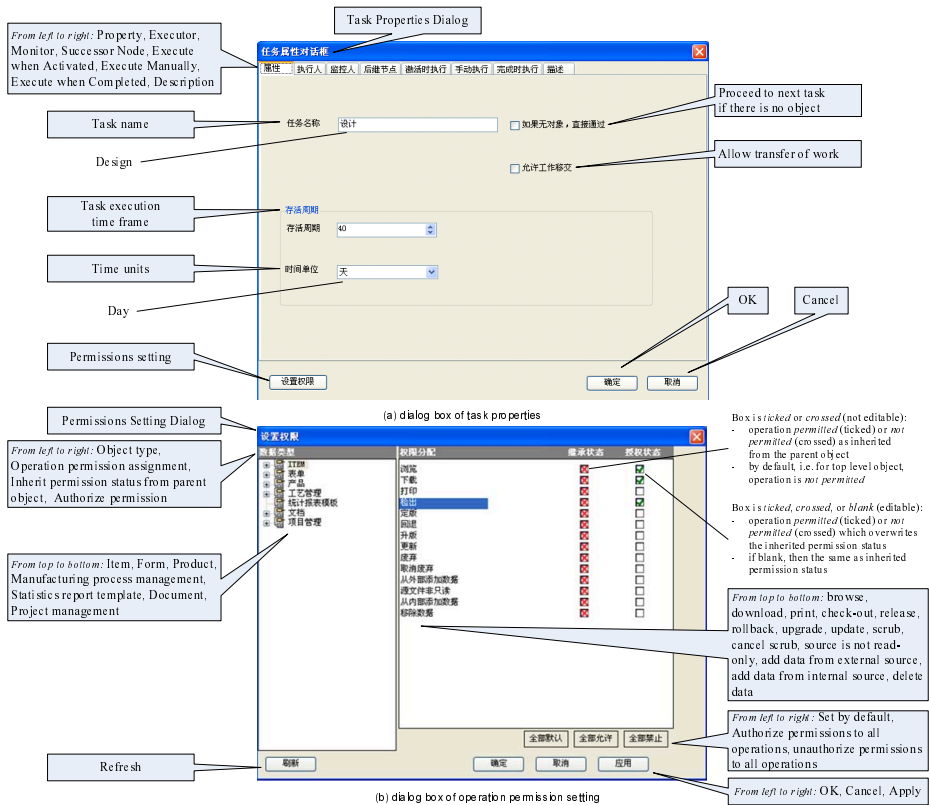 Task Properties Dialog
From left to right: Property, Executor,
Monitor, Successor Node, Execute
when Activated, Execute Manually,
Execute when Completed, Description
任务属性对话框
属性 执行人 监控人 后继节点 激活时执行 手动执行 完成时执行 描述
Proceed to next task
if there is no object
Task name
任务名称 设计
如果无对象，直接通过
Design
允许工作移交
Allow transfer of work
Task execution
time frame
存活周期
存活周期 40
Time units
时间单位 天
Day
OK
Cancel
Permissions setting
设置权限
确定 取消
(a) dialog box of task properties
Permissions Setting Dialog
设置权限
From left to right: Object type,
Operation permission assignment,
Inherit permission status from parent
object, Authorize permission
数据类型 权限分配 继承状态 授权状态
ITEM
表单
产品
工艺管理
统计报表模板
文档
项目管理
浏览
下载
打印
检出
定版
回退
升版
更新
废弃
取消废弃
从外部添加数据
源文件非只读
从内部添加数据
移除数据
Box is ticked or crossed (not editable):
- operation permitted (ticked) or not
permitted (crossed) as inherited
from the parent object
- by default, i.e. for top level object,
operation is not permitted
Box is ticked, crossed, or blank (editable):
- operation permitted (ticked) or not
permitted (crossed) which overwrites
the inherited permission status
- if blank, then the same as inherited
permission status
From top to bottom: Item, Form, Product,
Manufacturing process management,
Statistics report template, Document,
Project management
From top to bottom: browse,
download, print, check-out, release,
rollback, upgrade, update, scrub,
cancel scrub, source is not read-
only, add data from external source,
add data from internal source, delete
data
全部默认 全部允许 全部禁止
From left to right: Set by default,
Authorize permissions to all
operations, unauthorize permissions
to all operations
Refresh
刷新
确定 取消 应用
From left to right: OK, Cancel, Apply
(b) dialog box of operation permission setting